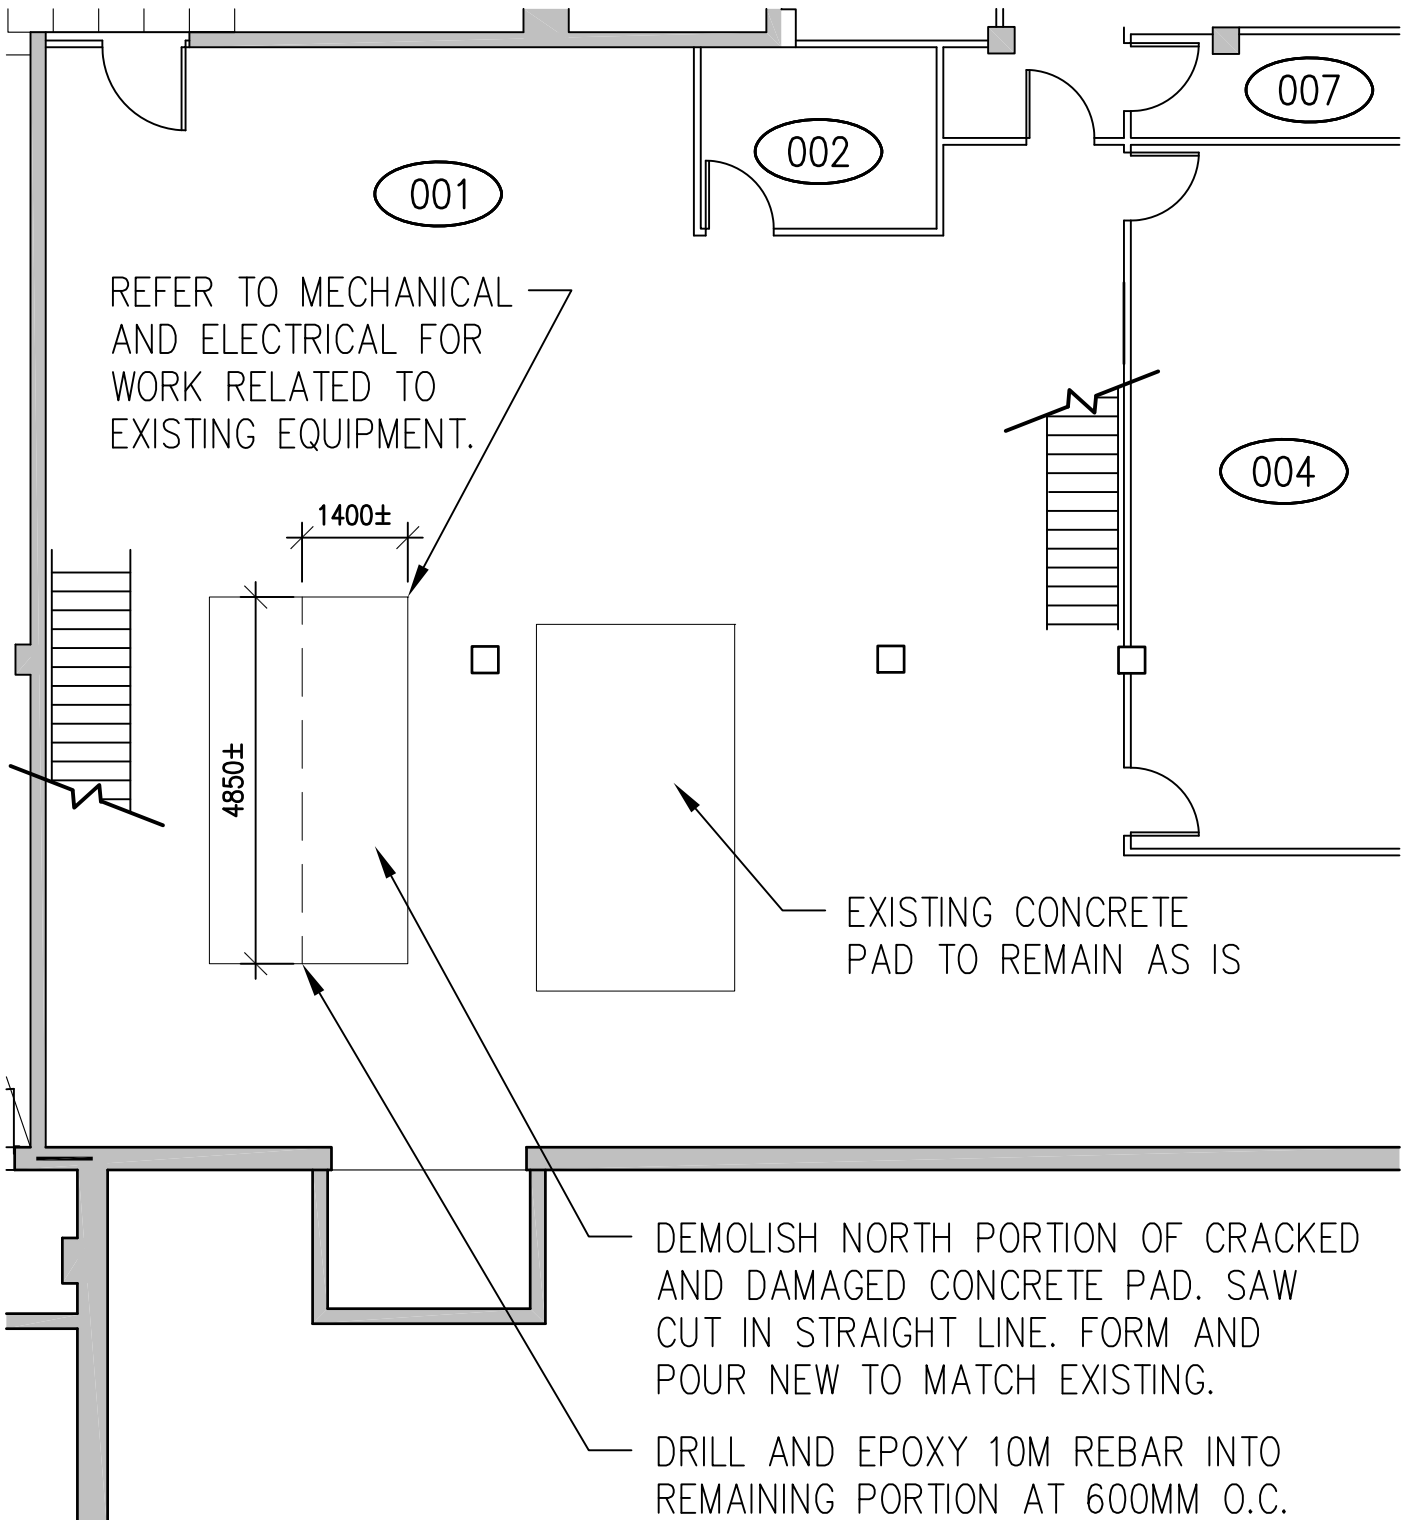 007
002
001
REFER TO MECHANICAL
AND ELECTRICAL FOR
WORK RELATED TO
EXISTING EQUIPMENT.
004
1400±
4850±
EXISTING CONCRETE
PAD TO REMAIN AS IS
DEMOLISH NORTH PORTION OF CRACKED
AND DAMAGED CONCRETE PAD. SAW
CUT IN STRAIGHT LINE. FORM AND
POUR NEW TO MATCH EXISTING.
DRILL AND EPOXY 10M REBAR INTO
REMAINING PORTION AT 600MM O.C.